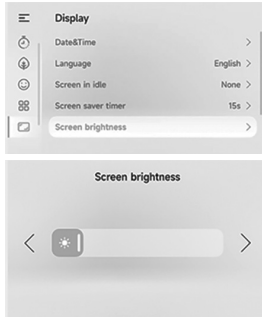 Display
Date&Time
Language English
Screen in idle None
Screen saver timer 15s
Screen brightness
Screen brightness